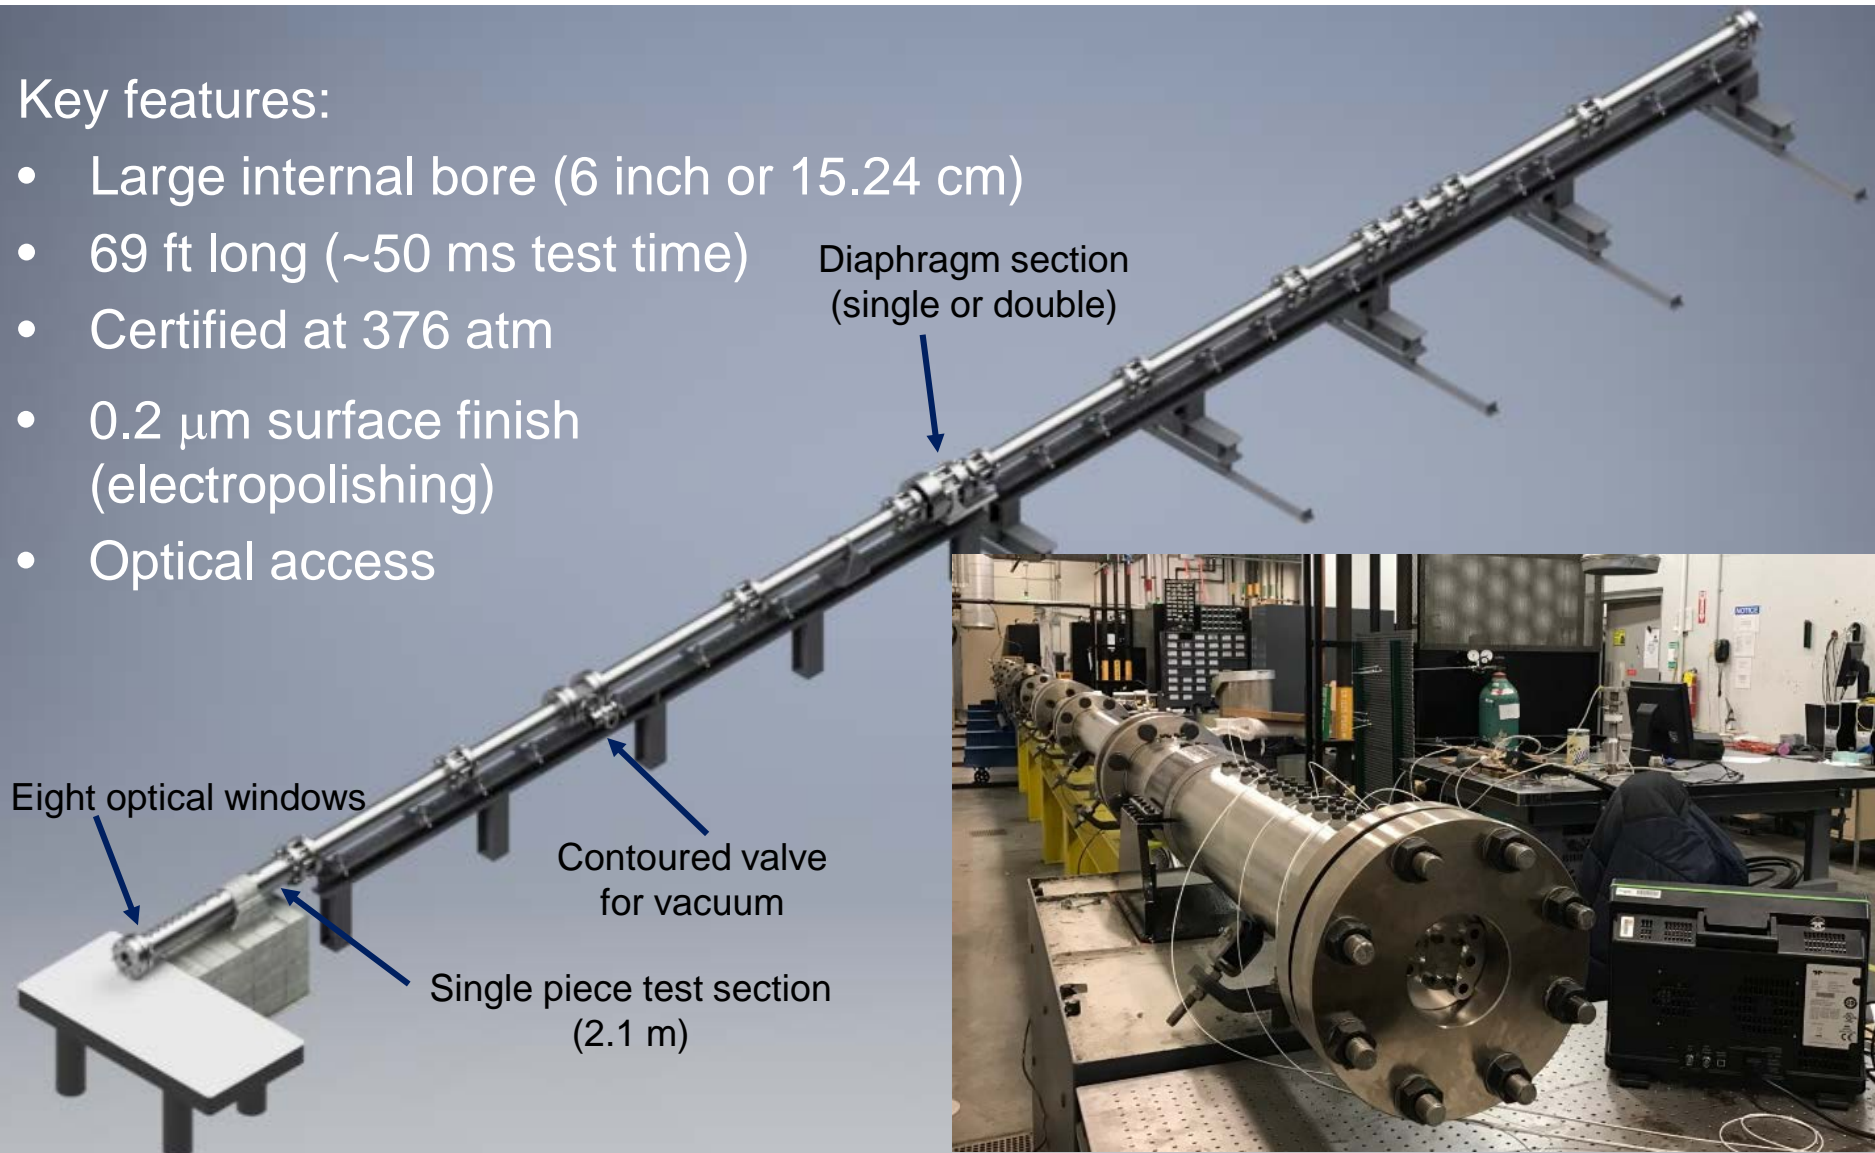 Key features:
• Large internal bore (6 inch or 15.24 cm)
• 69 ft long (~50 ms test time)
• Certified at 376 atm
• 0.2 μm surface finish
(electropolishing)
• Optical access
Diaphragm section
(single or double)
Eight optical windows
Contoured valve
for vacuum
Single piece test section
(2.1 m)
NOTICE